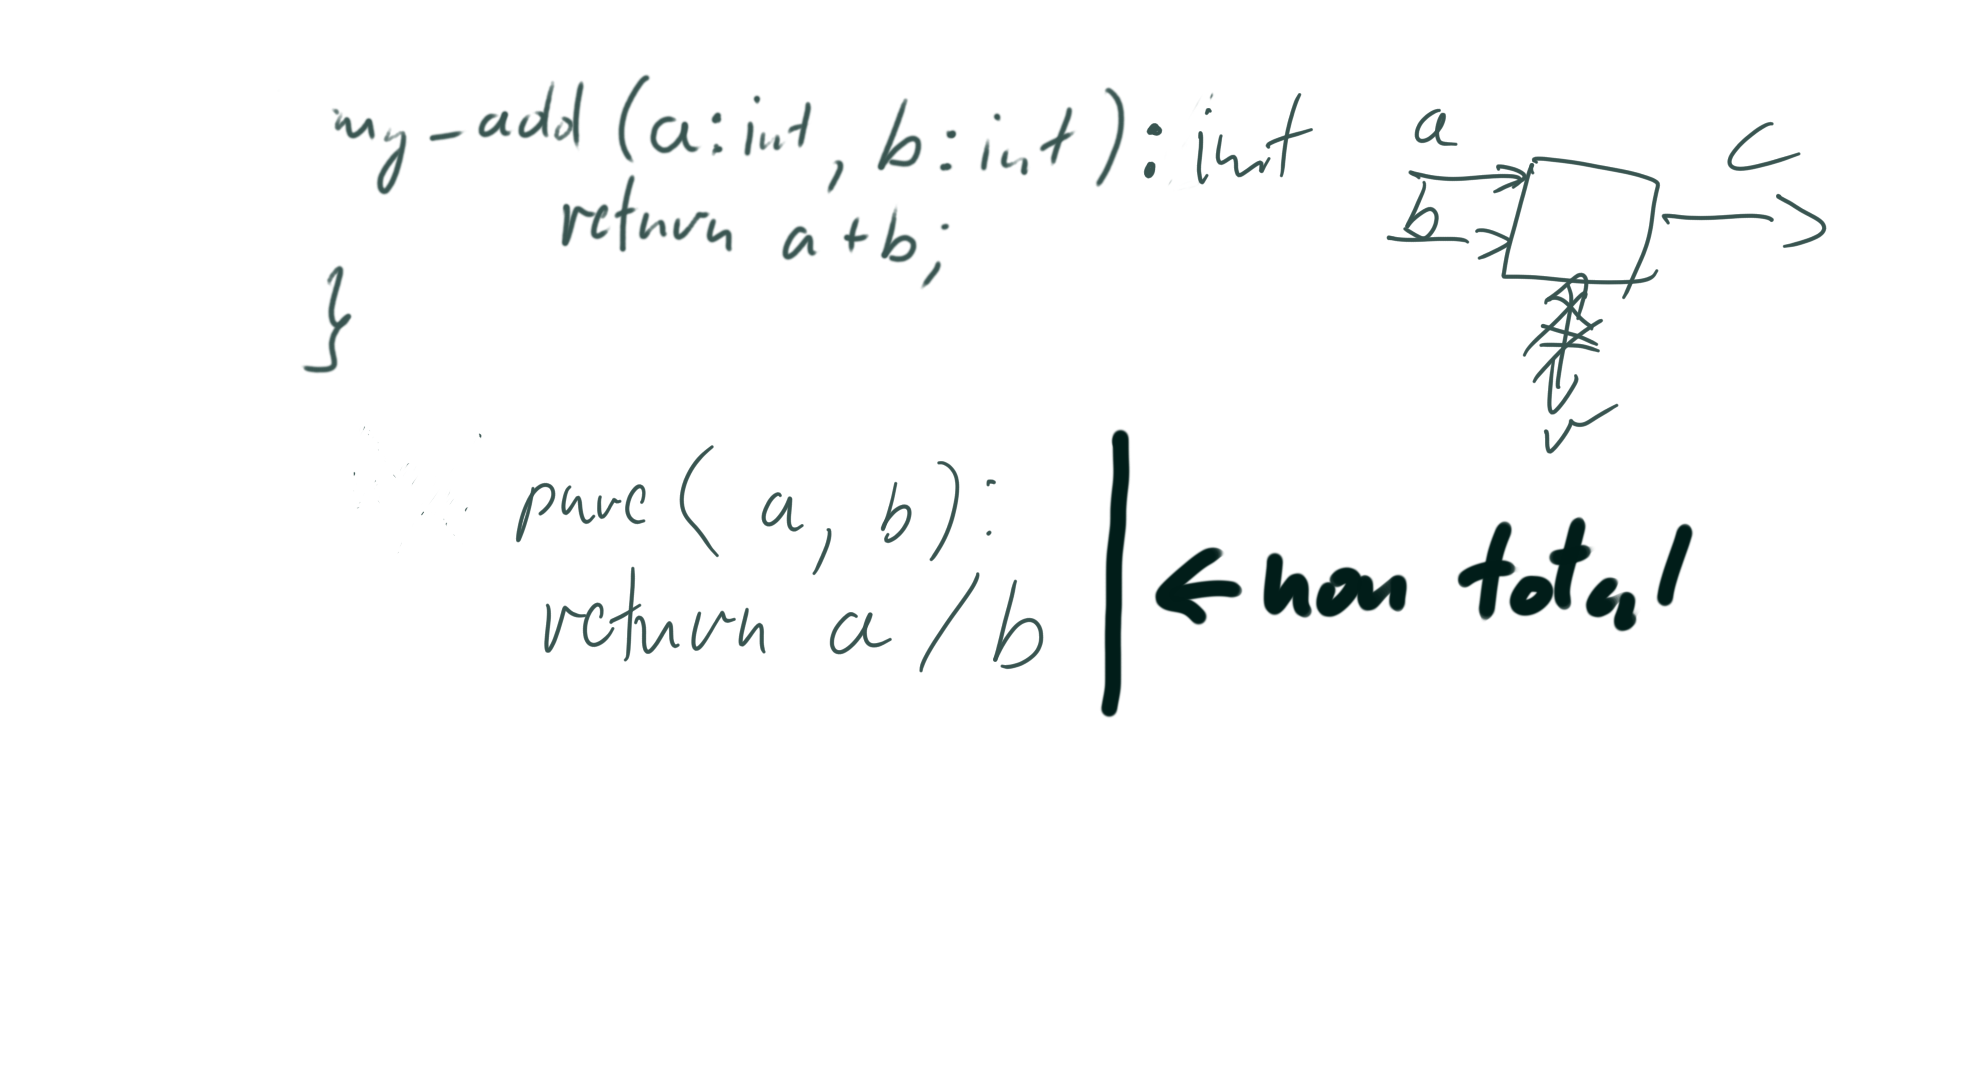 my-add (a:int, b:int):int
return a+b;
}
a
b
c
pure(a, b):
return a/b
← non total